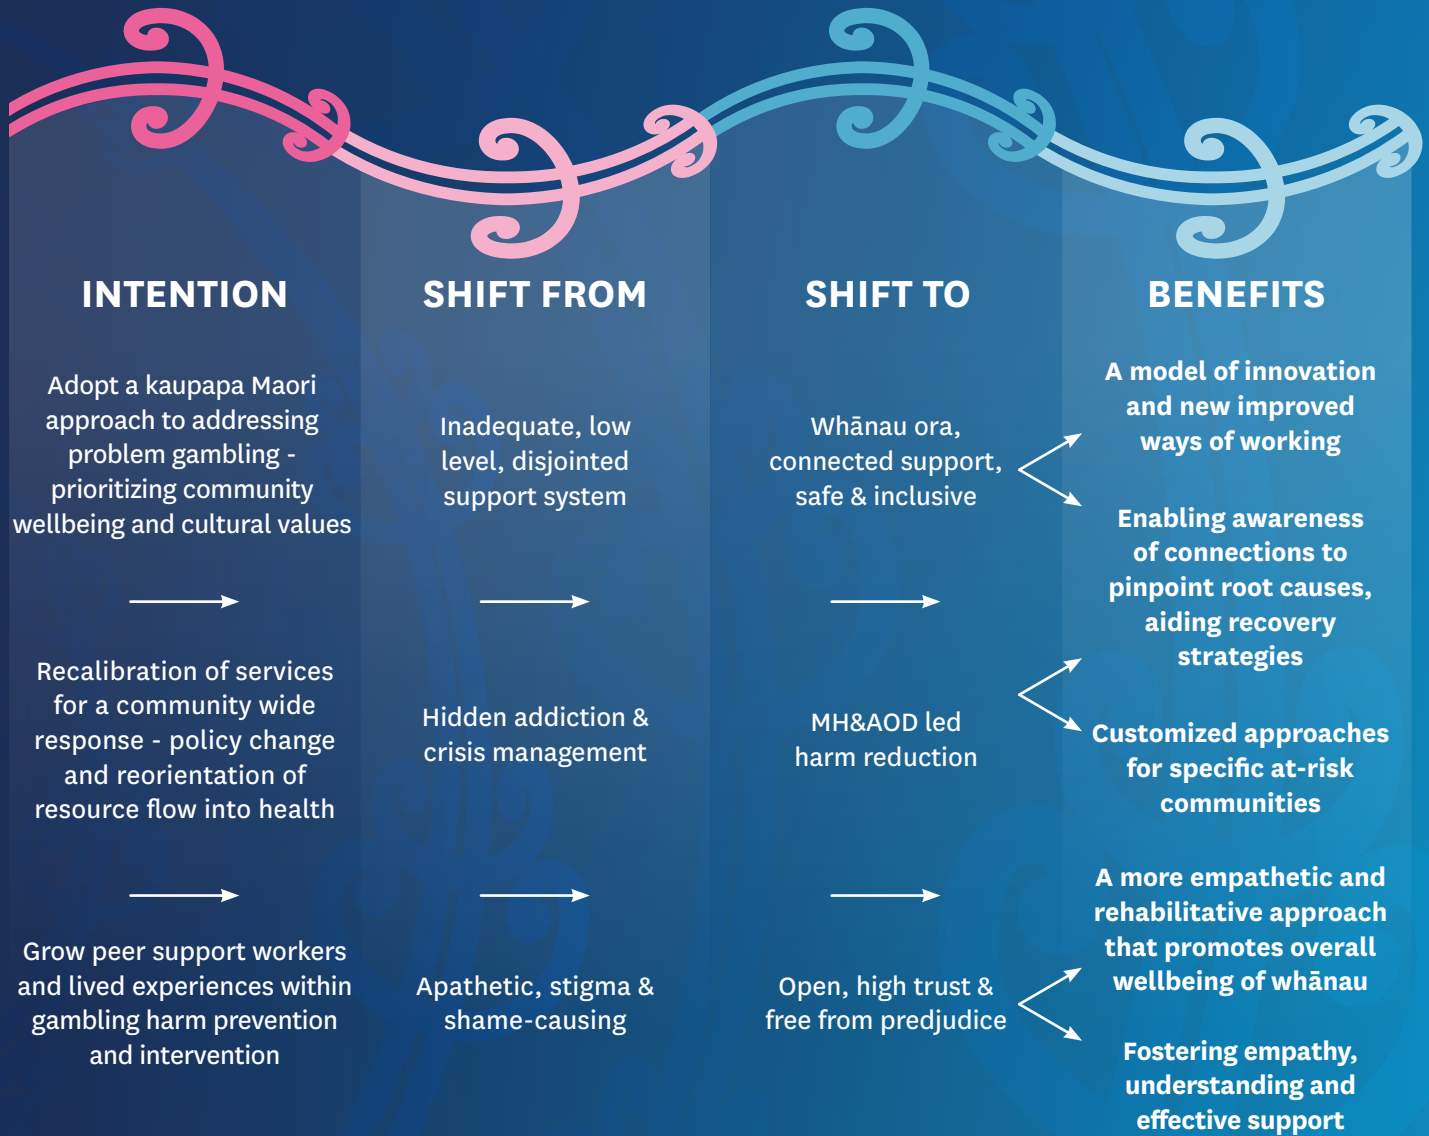 INTENTION
Adopt a kaupapa Maori
approach to addressing
problem gambling -
prioritizing community
wellbeing and cultural values
Recalibration of services
for a community wide
response - policy change
and reorientation of
resource flow into health
Grow peer support workers
and lived experiences within
gambling harm prevention
and intervention
SHIFT FROM
Inadequate, low
level, disjointed
support system
Hidden addiction &
crisis management
Apathetic, stigma &
shame-causing
SHIFT TO
Whānau ora,
connected support,
safe & inclusive
MH&AOD led
harm reduction
Open, high trust &
free from predjudice
BENEFITS
A model of innovation
and new improved
ways of working
Enabling awareness
of connections to
pinpoint root causes,
aiding recovery
strategies
Customized approaches
for specific at-risk
communities
A more empathetic and
rehabilitative approach
that promotes overall
wellbeing of whānau
Fostering empathy,
understanding and
effective support